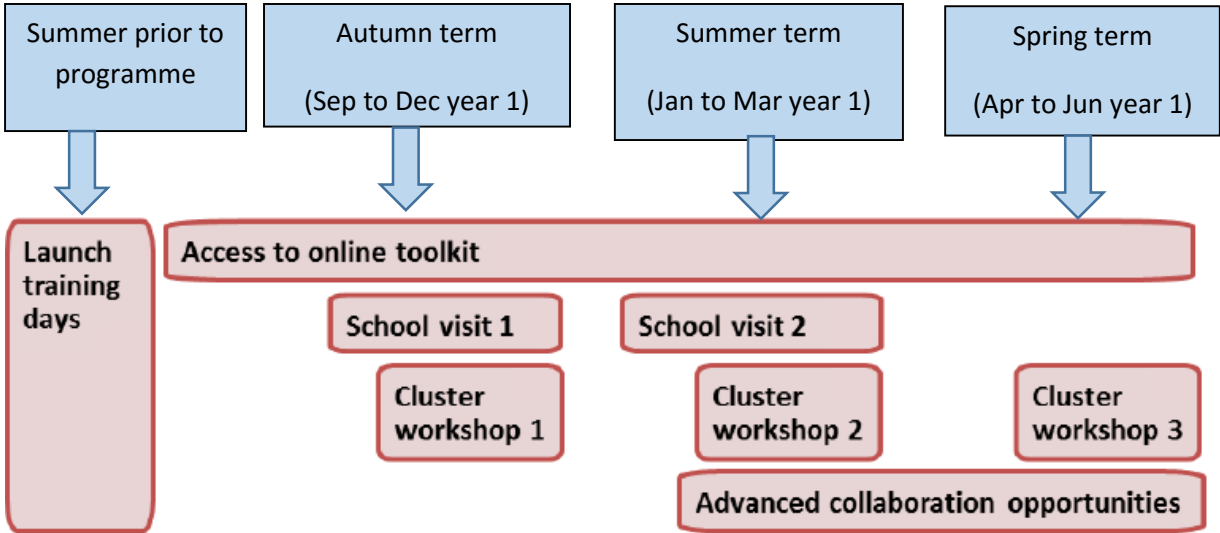 Summer prior to
programme
Autumn term
(Sep to Dec year 1)
Summer term
(Jan to Mar year 1)
Spring term
(Apr to Jun year 1)
Launch
training
days
Access to online toolkit
School visit 1
School visit 2
Cluster
workshop 1
Cluster
workshop 2
Cluster
workshop 3
Advanced collaboration opportunities